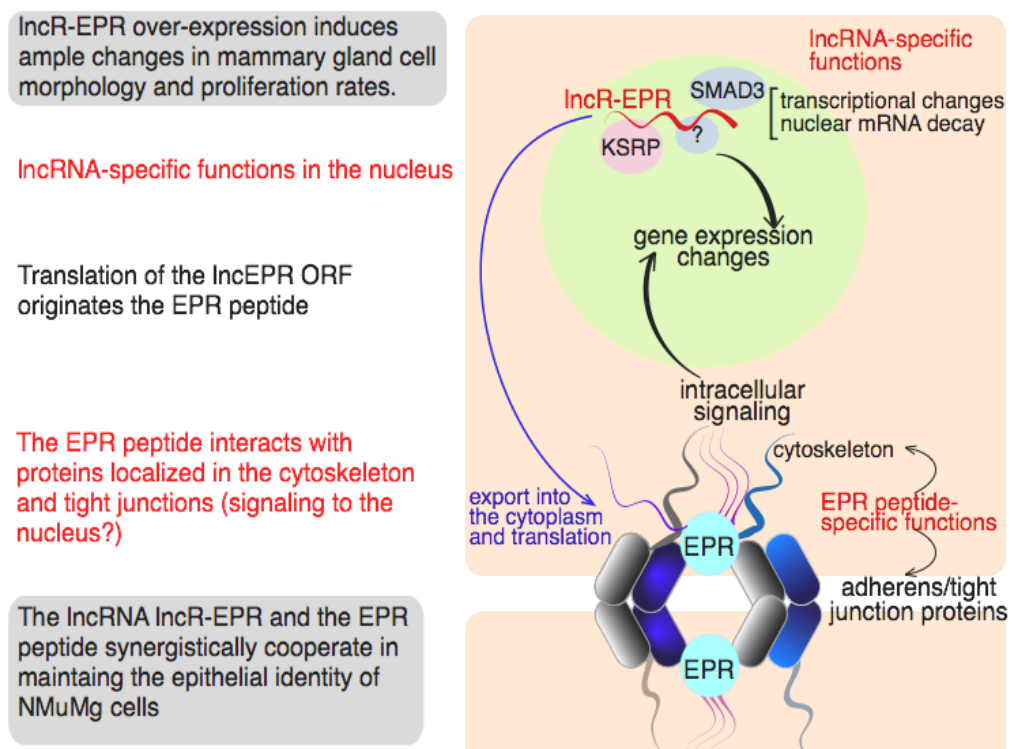 lncR-EPR over-expression induces
ample changes in mammary gland cell
morphology and proliferation rates.
lncRNA-specific functions in the nucleus
Translation of the lncEPR ORF
originates the EPR peptide
The EPR peptide interacts with
proteins localized in the cytoskeleton
and tight junctions (signaling to the
nucleus?)
The lncRNA lncR-EPR and the EPR
peptide synergistically cooperate in
maintaing the epithelial identity of
NMuMg cells
lncRNA-specific
functions
lncR-EPR
SMAD3
transcriptional changes
nuclear mRNA decay
KSRP
?
gene expression
changes
intracellular
signaling
cytoskeleton
export into
the cytoplasm
and translation
EPR peptide-
specific functions
EPR
adherens/tight
junction proteins
EPR